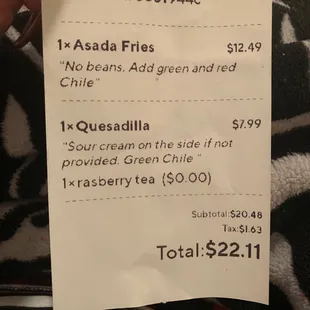 1× Asada Fries $12.49
"No beans. Add green and red
Chile"
1× Quesadilla $7.99
"Sour cream on the side if not
provided. Green Chile "
1× rasberry tea ($0.00)
Subtotal:$20.48
Tax:$1.63
Total:$22.11